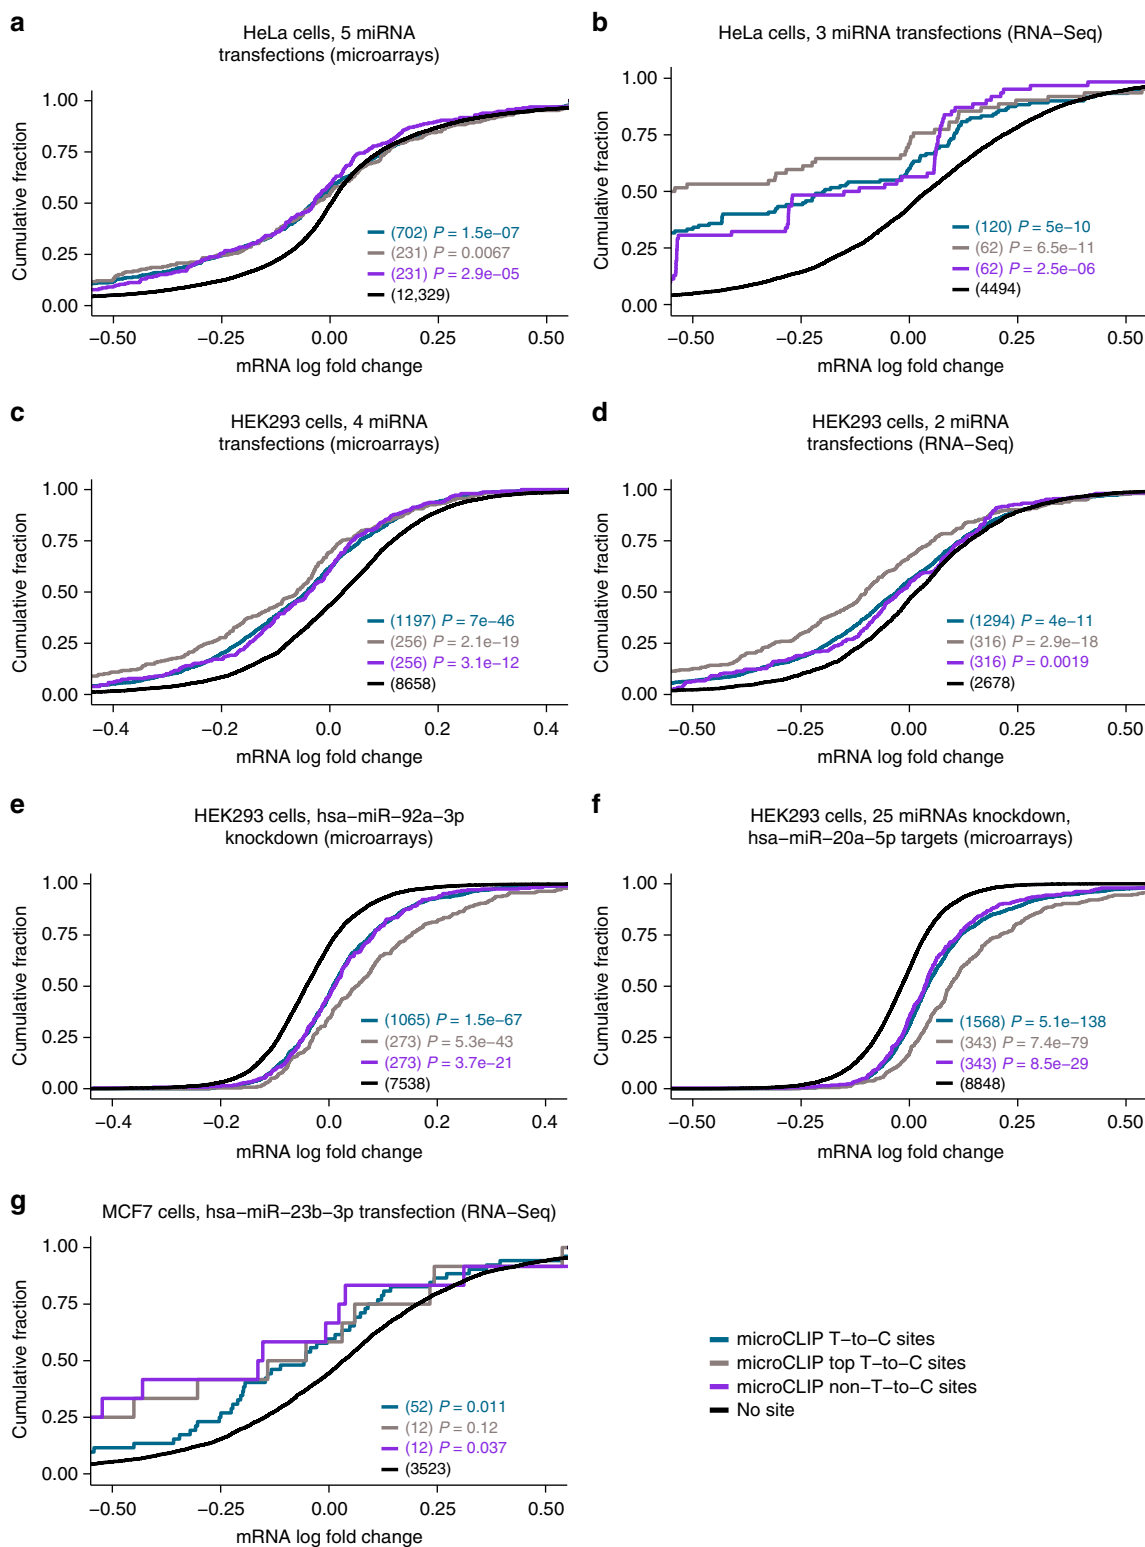 a
HeLa cells, 5 miRNA
transfections (microarrays)
1.00
0.75
0.50
0.25
0.00
Cumulative fraction
(702) P = 1.5e−07
(231) P = 0.0067
(231) P = 2.9e−05
(12,329)
−0.50 −0.25 0.00 0.25 0.50
mRNA log fold change
b
HeLa cells, 3 miRNA transfections (RNA−Seq)
1.00
0.75
0.50
0.25
0.00
Cumulative fraction
(120) P = 5e−10
(62) P = 6.5e−11
(62) P = 2.5e−06
(4494)
−0.50 −0.25 0.00 0.25 0.50
mRNA log fold change
c
HEK293 cells, 4 miRNA
transfections (microarrays)
1.00
0.75
0.50
0.25
0.00
Cumulative fraction
(1197) P = 7e−46
(256) P = 2.1e−19
(256) P = 3.1e−12
(8658)
−0.4 −0.2 0.0 0.2 0.4
mRNA log fold change
d
HEK293 cells, 2 miRNA
transfections (RNA−Seq)
1.00
0.75
0.50
0.25
0.00
Cumulative fraction
(1294) P = 4e−11
(316) P = 2.9e−18
(316) P = 0.0019
(2678)
−0.50 −0.25 0.00 0.25 0.50
mRNA log fold change
e
HEK293 cells, hsa−miR−92a−3p
knockdown (microarrays)
1.00
0.75
0.50
0.25
0.00
Cumulative fraction
(1065) P = 1.5e−67
(273) P = 5.3e−43
(273) P = 3.7e−21
(7538)
−0.4 −0.2 0.0 0.2 0.4
mRNA log fold change
f
HEK293 cells, 25 miRNAs knockdown,
hsa−miR−20a−5p targets (microarrays)
1.00
0.75
0.50
0.25
0.00
Cumulative fraction
(1568) P = 5.1e−138
(343) P = 7.4e−79
(343) P = 8.5e−29
(8848)
−0.50 −0.25 0.00 0.25 0.50
mRNA log fold change
g
MCF7 cells, hsa−miR−23b−3p transfection (RNA−Seq)
1.00
0.75
0.50
0.25
0.00
Cumulative fraction
(52) P = 0.011
(12) P = 0.12
(12) P = 0.037
(3523)
−0.50 −0.25 0.00 0.25 0.50
mRNA log fold change
microCLIP T−to−C sites
microCLIP top T−to−C sites
microCLIP non−T−to−C sites
No site